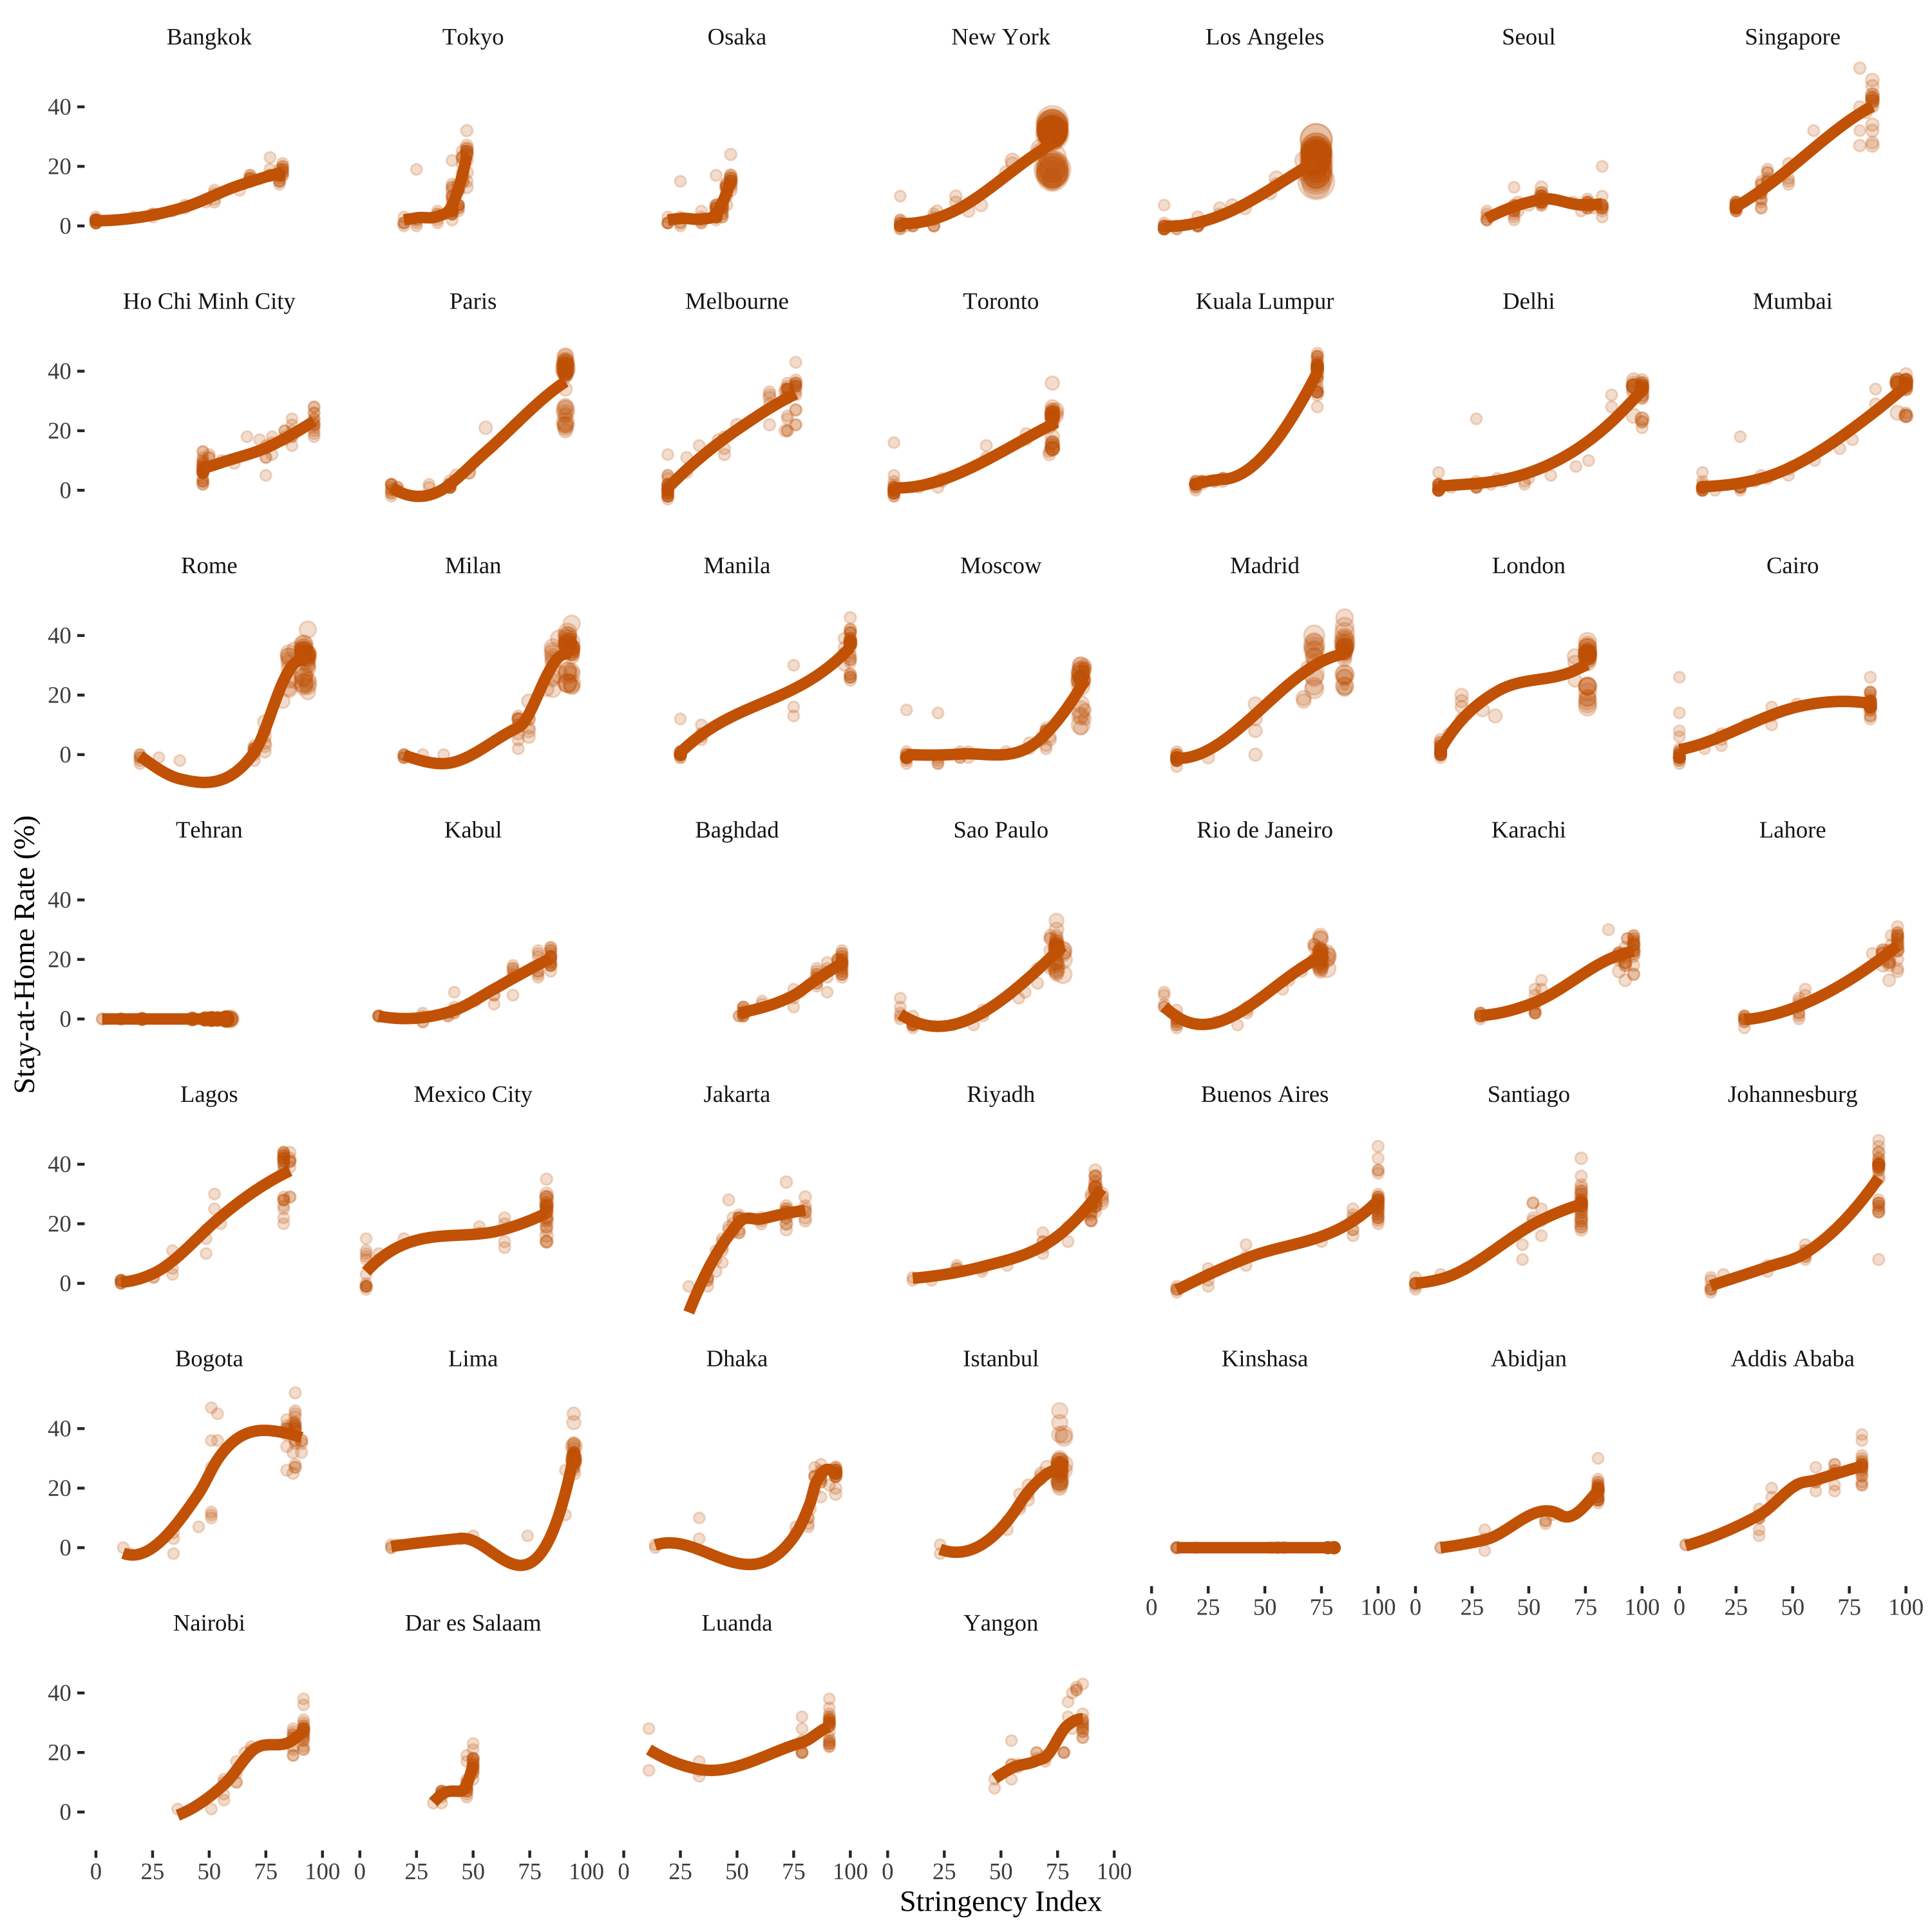 Bangkok Tokyo Osaka New York Los Angeles Seoul Singapore
40
20
0
Ho Chi Minh City Paris Melbourne Toronto Kuala Lumpur Delhi Mumbai
40
20
0
Rome Milan Manila Moscow Madrid London Cairo
40
20
0
Stay-at-Home Rate (%)
Tehran Kabul Baghdad Sao Paulo Rio de Janeiro Karachi Lahore
40
20
0
Lagos Mexico City Jakarta Riyadh Buenos Aires Santiago Johannesburg
40
20
0
Bogota Lima Dhaka Istanbul Kinshasa Abidjan Addis Ababa
40
20
0
0 25 50 75 100 0 25 50 75 100 0 25 50 75 100
Nairobi Dar es Salaam Luanda Yangon
40
20
0
0 25 50 75 100 0 25 50 75 100 0 25 50 75 100 0 25 50 75 100
Stringency Index